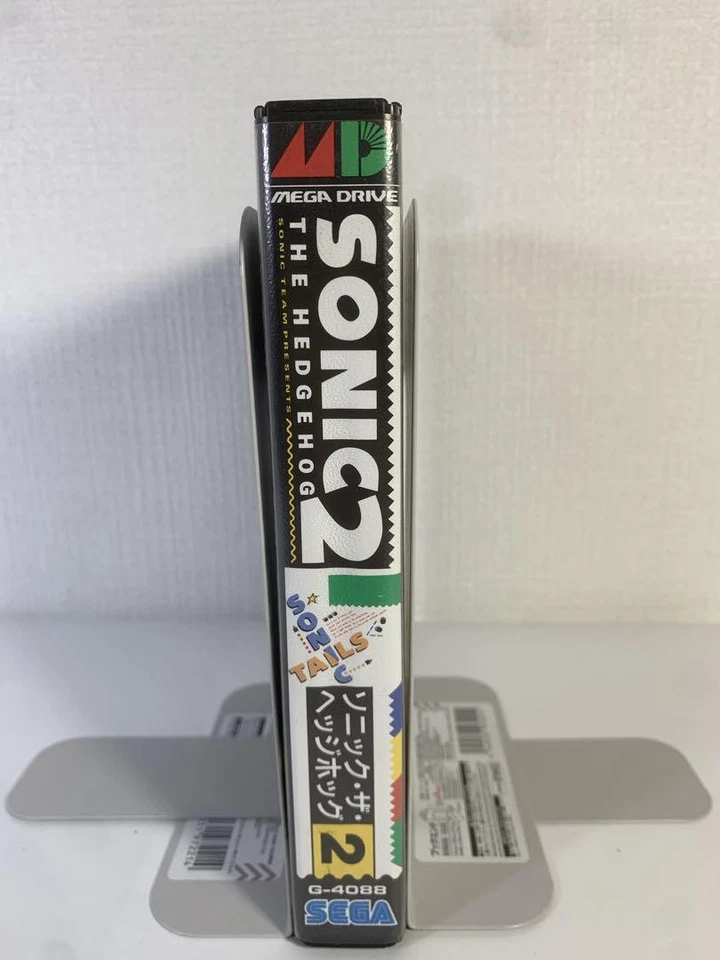 MD
MEGA DRIVE
SONIC 2
THE HEDGEHOG
SONIC TEAM PRESENTS
SONIC
TAILS
ソニック・ザ・
ヘッジホッグ
2
G-4088
SEGA